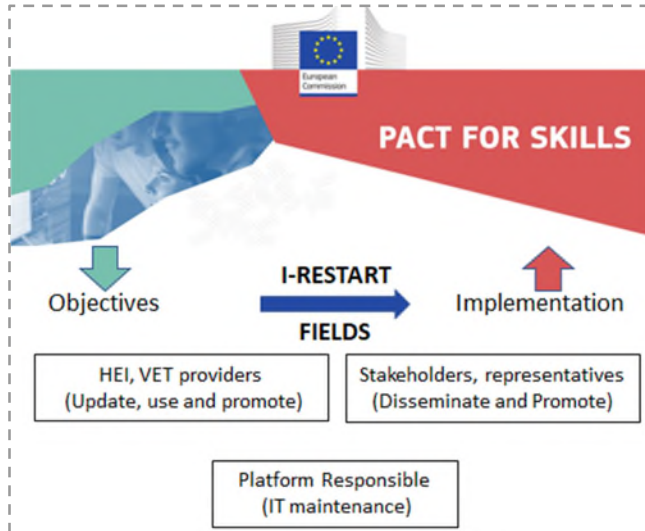 European
Commission
PACT FOR SKILLS
Objectives
I-RESTART
FIELDS
Implementation
HEI, VET providers
(Update, use and promote)
Stakeholders, representatives
(Disseminate and Promote)
Platform Responsible
(IT maintenance)